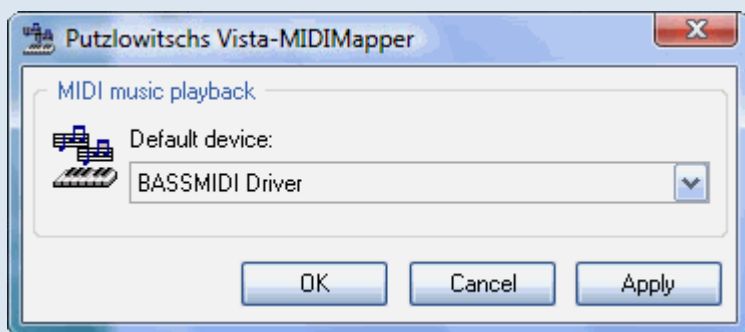 Putzlowitschs Vista-MIDIMapper
MIDI music playback
Default device:
BASSMIDI Driver
OK
Cancel
Apply